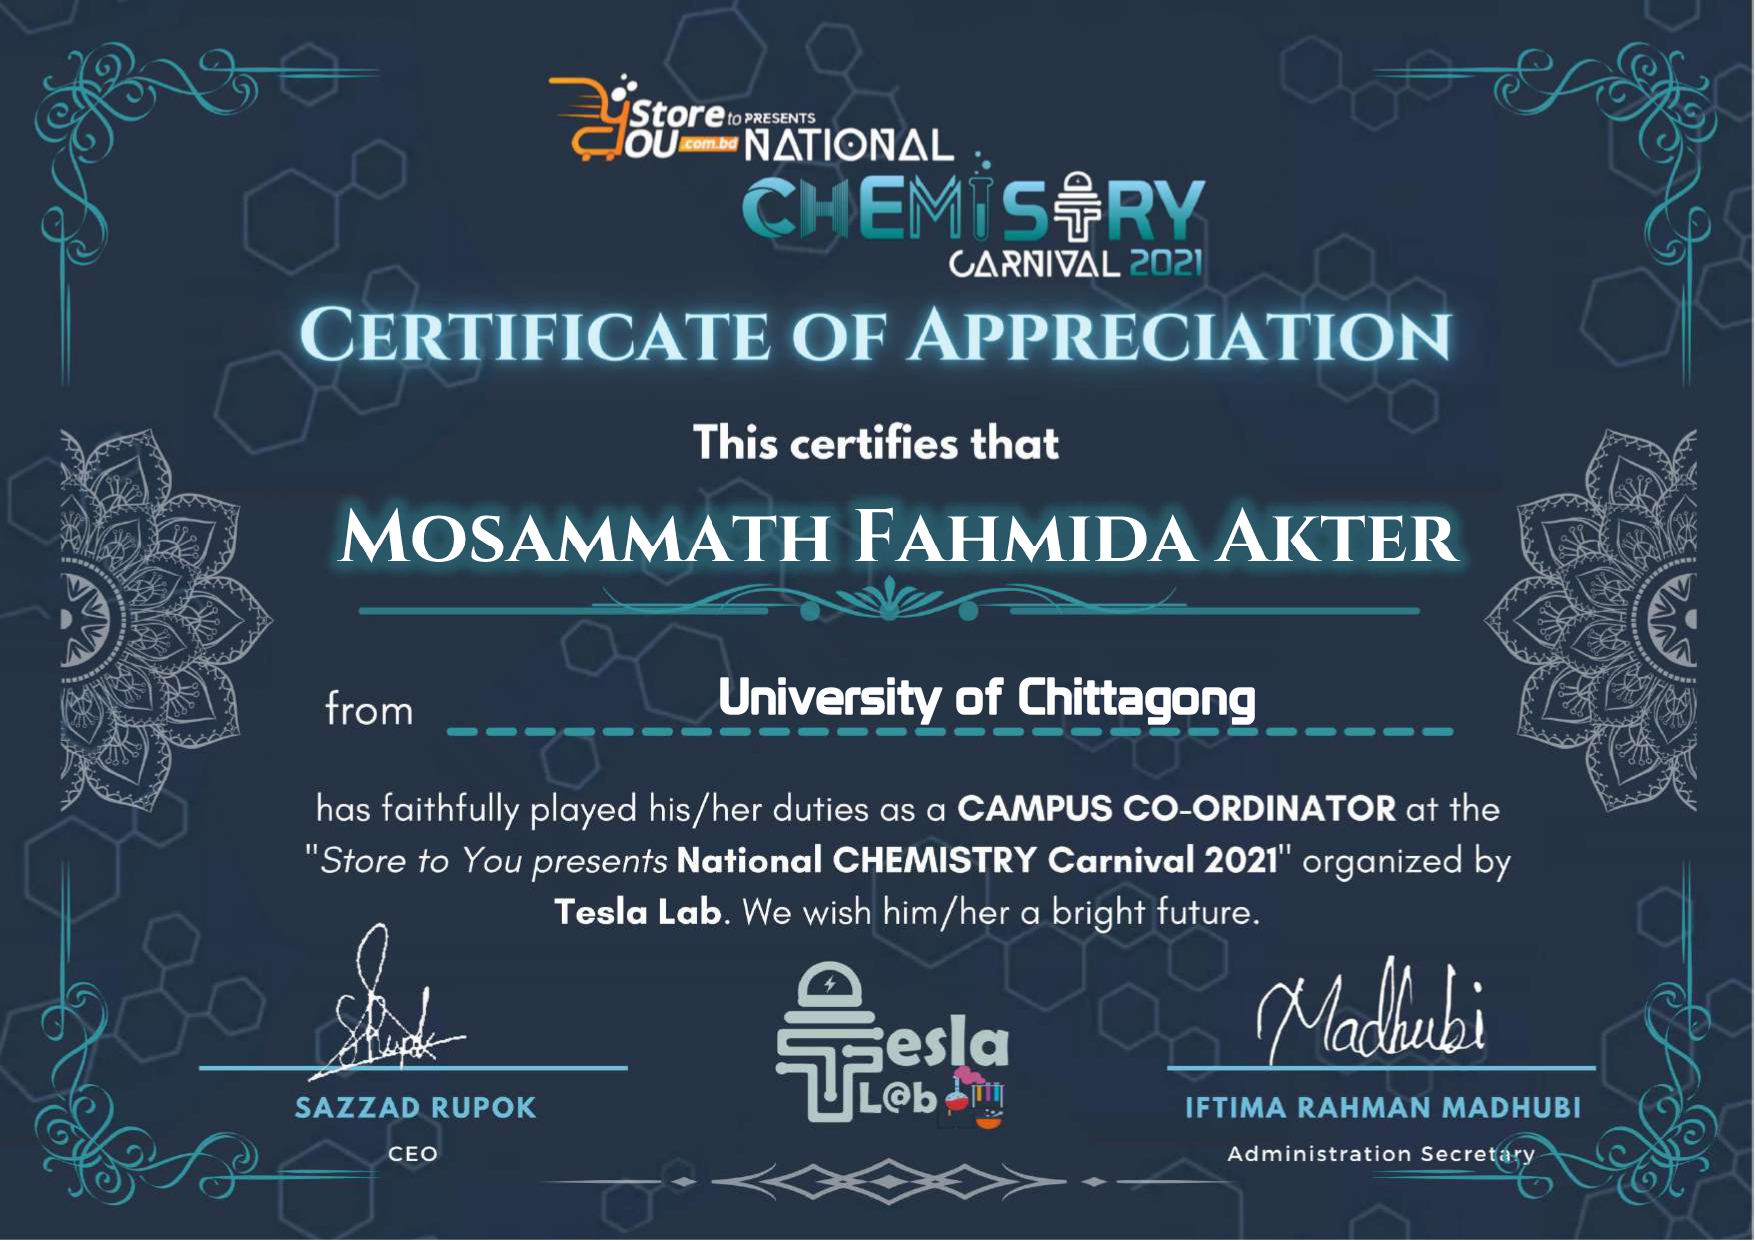 Store to PRESENTS
YOU .com.bd NATIONAL
CHEMISTRY
CARNIVAL 2021
CERTIFICATE OF APPRECIATION
This certifies that
MOSAMMATH FAHMIDA AKTER
from University of Chittagong
has faithfully played his/her duties as a CAMPUS CO-ORDINATOR at the
"Store to You presents National CHEMISTRY Carnival 2021" organized by
Tesla Lab. We wish him/her a bright future.
Rupok
Madhubi
Tesla
L@b
SAZZAD RUPOK
IFTIMA RAHMAN MADHUBI
CEO
Administration Secretary